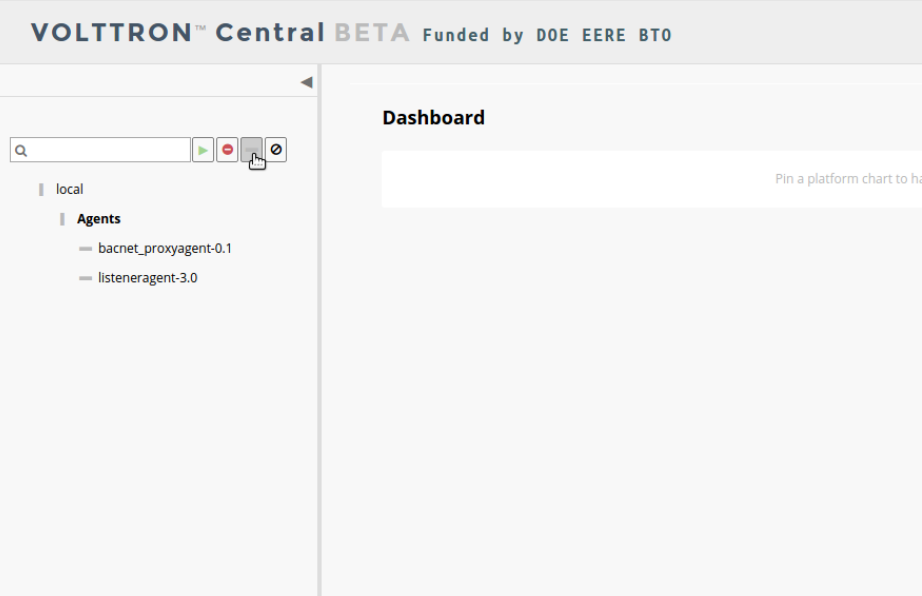 VOLTTRON™ Central BETA Funded by DOE EERE BTO
Dashboard
Pin a platform chart to
local
Agents
bacnet_proxyagent-0.1
listeneragent-3.0